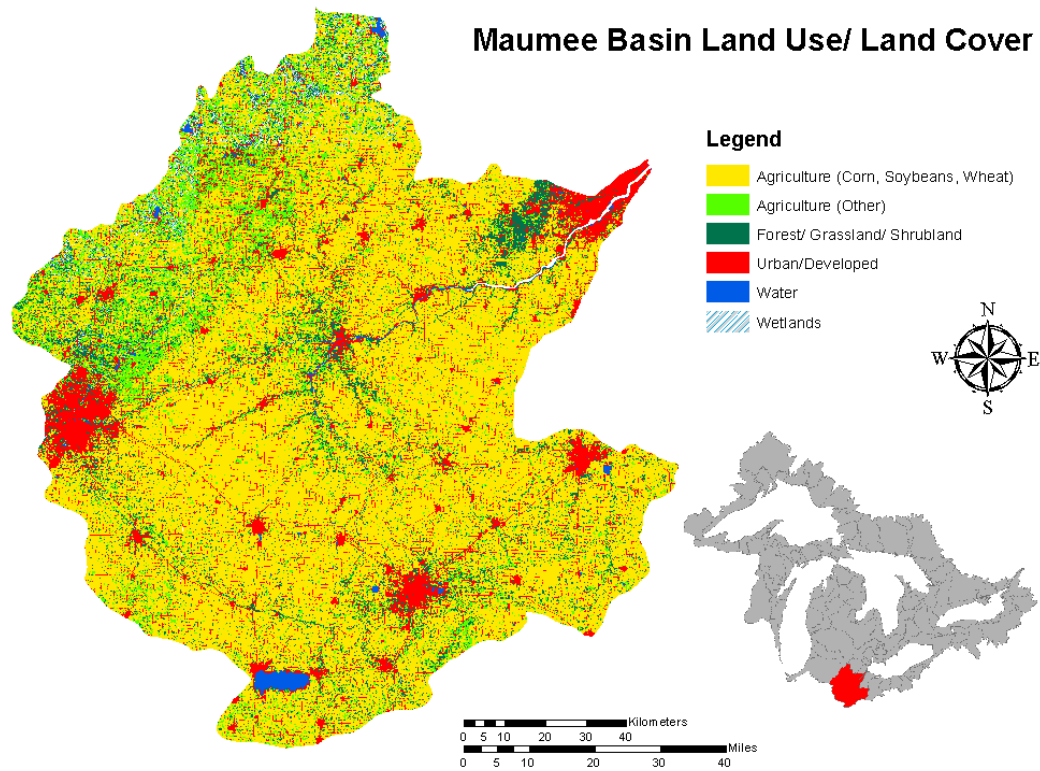 Maumee Basin Land Use/ Land Cover
Legend
Agriculture (Corn, Soybeans, Wheat)
Agriculture (Other)
Forest/ Grassland/ Shrubland
Urban/Developed
Water
Wetlands
N
W E
S
Kilometers
0 5 10 20 30 40
Miles
0 5 10 20 30 40